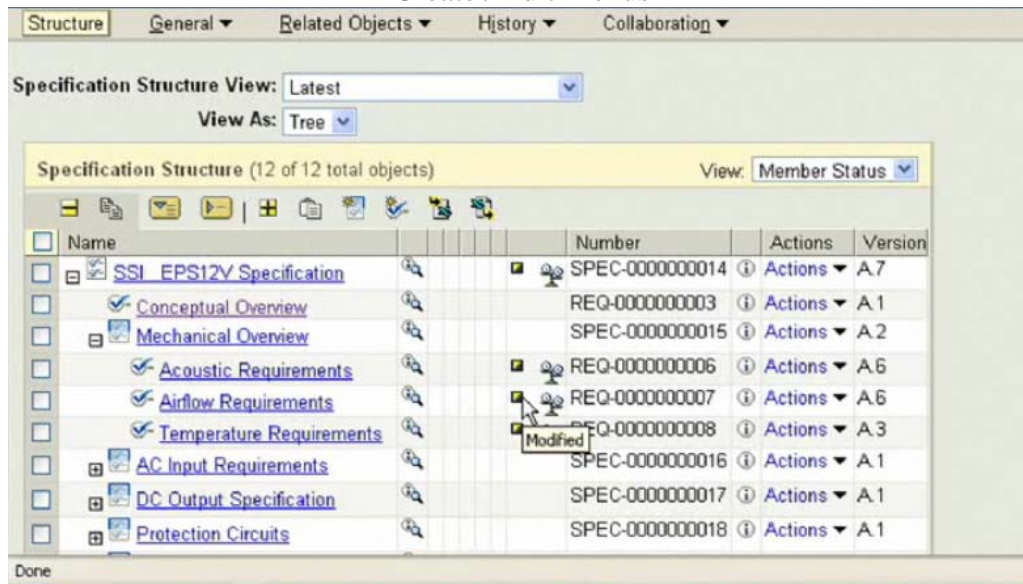 Structure General Related Objects History Collaboration
Specification Structure View: Latest
View As: Tree
Specification Structure (12 of 12 total objects) View: Member Status
Name Number Actions Version
SSI_EPS12V Specification SPEC-0000000014 Actions A.7
Conceptual Overview REQ-0000000003 Actions A.1
Mechanical Overview SPEC-0000000015 A.2
Acoustic Requirements REQ-0000000006 Actions A.6
Airflow Requirements REQ-0000000007 Actions A.6
Temperature Requirements Modified REQ-0000000008 Actions A.3
AC Input Requirements SPEC-0000000016 Actions A.1
DC Output Specification SPEC-0000000017 Actions A.1
Protection Circuits SPEC-0000000018 Actions A.1
Done